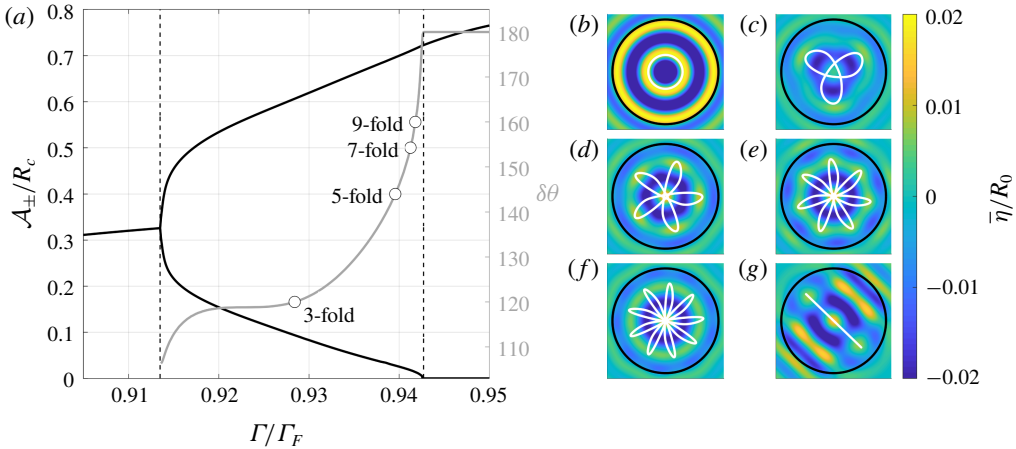 (a)
0.8
0.7
0.6
0.5
0.4
0.3
0.2
0.1
0
𝒜±/R_c
0.91
0.92
0.93
0.94
0.95
Γ/Γ_F
180
170
160
150
140
130
120
110
δθ
9-fold
7-fold
5-fold
3-fold
(b)
(c)
(d)
(e)
(f)
(g)
0.02
0.01
0
−0.01
−0.02
η̅/R₀